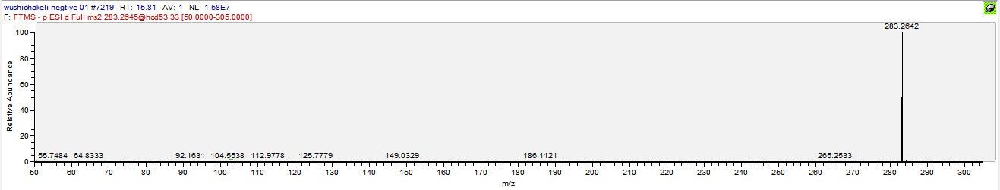 wushichakeli-negtive-01 #7219 RT: 15.81 AV: 1 NL: 1.58E7
F: FTMS - p ESI d Full ms2 283.2645@hcd53.33 [50.0000-305.0000]
283.2642
100
80
60
40
20
0
Relative Abundance
55.7484 64.8333 92.1631 104.5538 112.9778 125.7779 149.0329 186.1121 265.2533
50 60 70 80 90 100 110 120 130 140 150 160 170 180 190 200 210 220 230 240 250 260 270 280 290 300
m/z